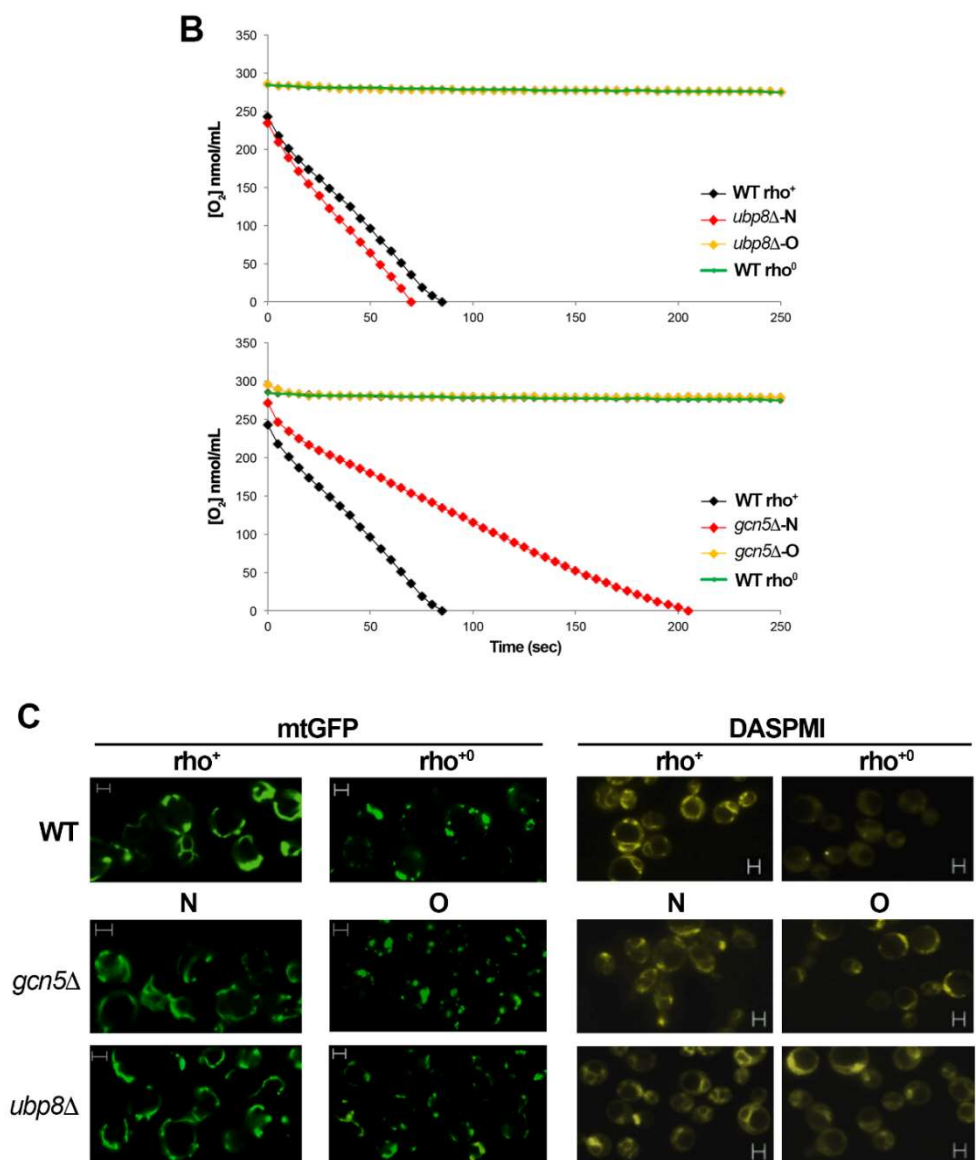 B
350
300
250
200
150
100
50
0
[O₂] nmol/mL
WT rho⁺
ubp8Δ-N
ubp8Δ-O
WT rho⁰
0 50 100 150 200 250
350
300
250
200
150
100
50
0
[O₂] nmol/mL
WT rho⁺
gcn5Δ-N
gcn5Δ-O
WT rho⁰
0 50 100 150 200 250
Time (sec)
C
mtGFP DASPMI
rho⁺ rho⁺⁰ rho⁺ rho⁺⁰
WT
N O N O
gcn5Δ
ubp8Δ